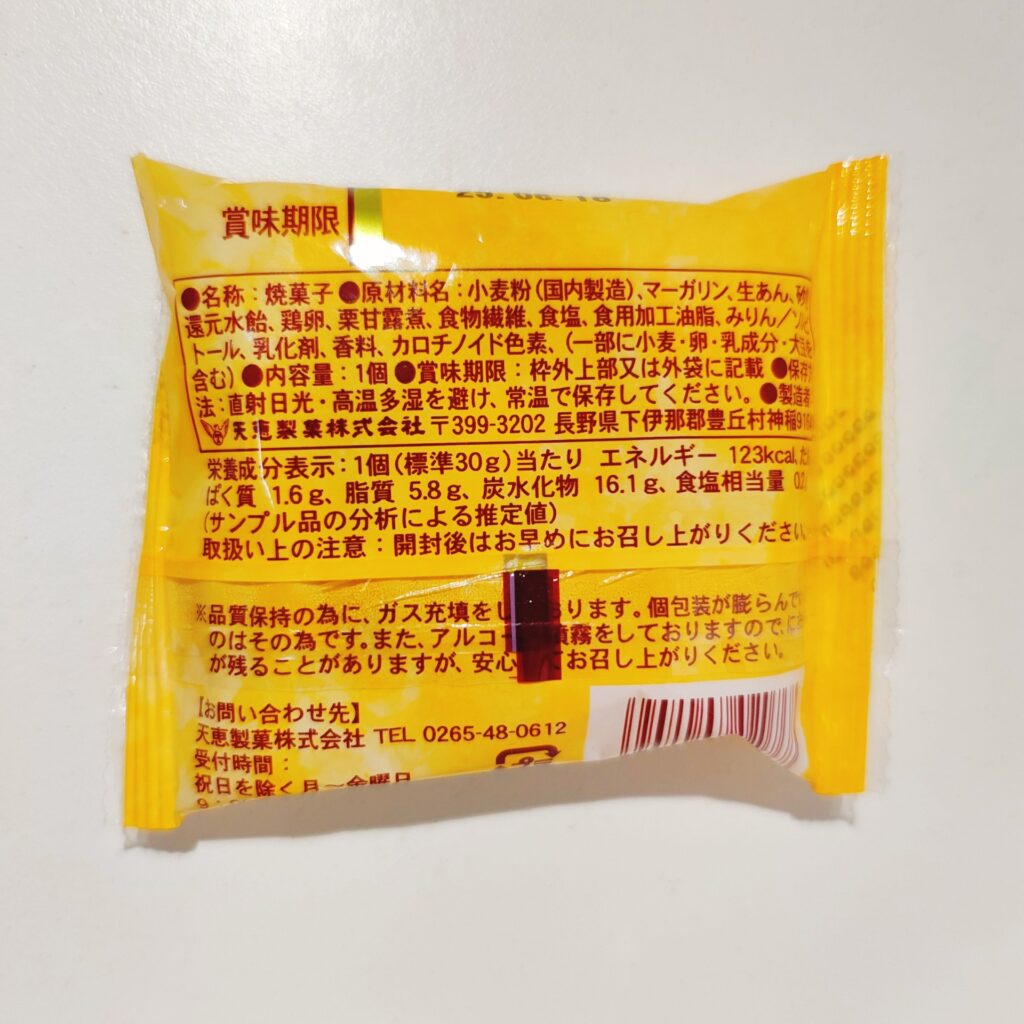 賞味期限
●名称：焼菓子●原材料名：小麦粉（国内製造）、マーガリン、生あん、
還元水飴、鶏卵、栗甘露煮、食物繊維、食塩、食用加工油脂、みりん／ソルビ
トール、乳化剤、香料、カロチノイド色素、（一部に小麦・卵・乳成分・大豆を
含む）●内容量：1個●賞味期限：枠外上部又は外袋に記載●保存
法：直射日光・高温多湿を避け、常温で保存してください。●製造者
天恵製菓株式会社 〒399-3202 長野県下伊那郡豊丘村神稲
栄養成分表示：1個（標準30g）当たり エネルギー 123kcal、
ぱく質 1.6g、脂質 5.8g、炭水化物 16.1g、食塩相当量
（サンプル品の分析による推定値）
取扱い上の注意：開封後はお早めにお召し上がりください
※品質保持の為に、ガス充填を おります。個包装が膨らんで
のはその為です。また、アルコー 噴霧をしておりますので、
が残ることがありますが、安心 てお召し上がりください。
【お問い合わせ先】
天恵製菓株式会社 TEL 0265-48-0612
受付時間：
祝日を除く月～金曜日